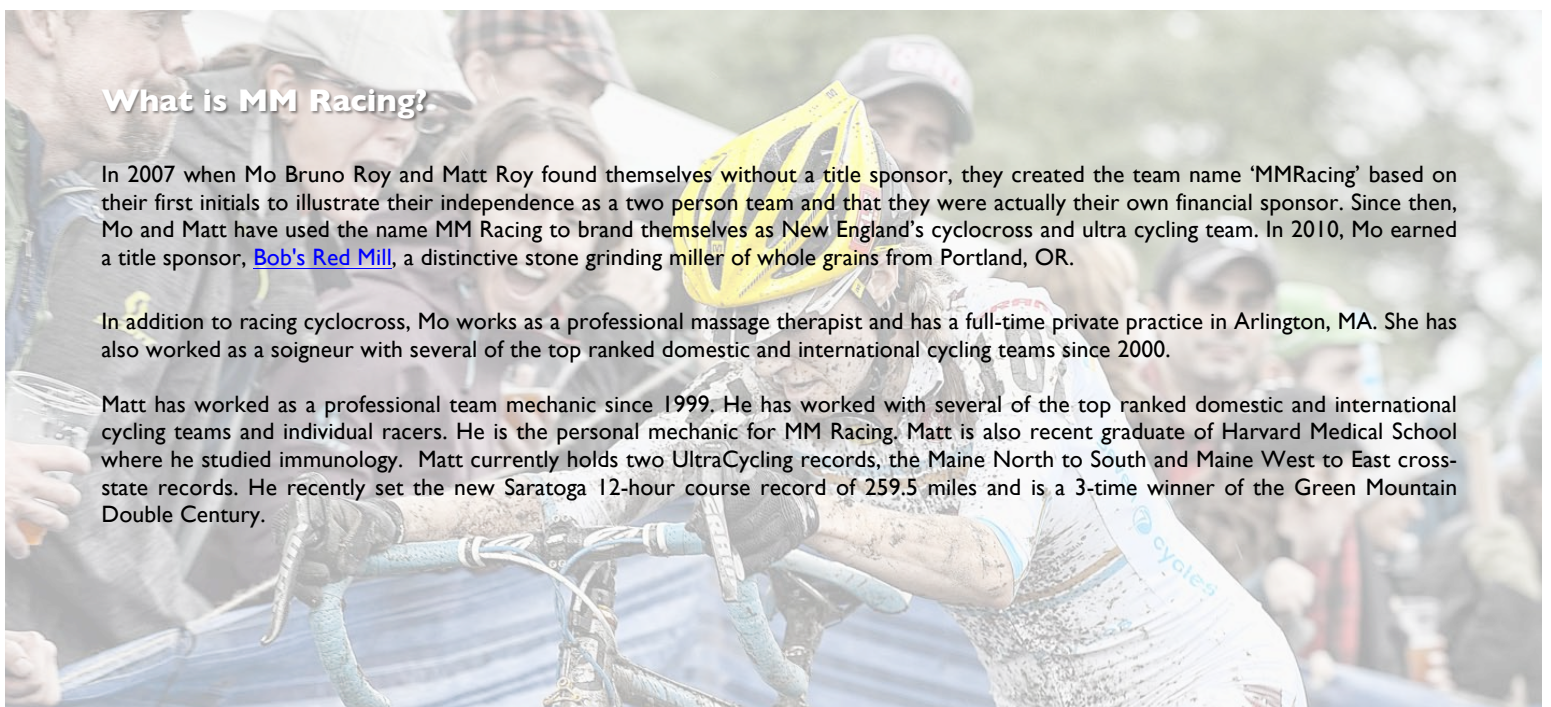 What is MM Racing?
In 2007 when Mo Bruno Roy and Matt Roy found themselves without a title sponsor, they created the team name ‘MMRacing’ based on
their first initials to illustrate their independence as a two person team and that they were actually their own financial sponsor. Since then,
Mo and Matt have used the name MM Racing to brand themselves as New England’s cyclocross and ultra cycling team. In 2010, Mo earned
a title sponsor, Bob's Red Mill, a distinctive stone grinding miller of whole grains from Portland, OR.
In addition to racing cyclocross, Mo works as a professional massage therapist and has a full-time private practice in Arlington, MA. She has
also worked as a soigneur with several of the top ranked domestic and international cycling teams since 2000.
Matt has worked as a professional team mechanic since 1999. He has worked with several of the top ranked domestic and international
cycling teams and individual racers. He is the personal mechanic for MM Racing. Matt is also recent graduate of Harvard Medical School
where he studied immunology.  Matt currently holds two UltraCycling records, the Maine North to South and Maine West to East cross-
state records. He recently set the new Saratoga 12-hour course record of 259.5 miles and is a 3-time winner of the Green Mountain
Double Century.
cycles